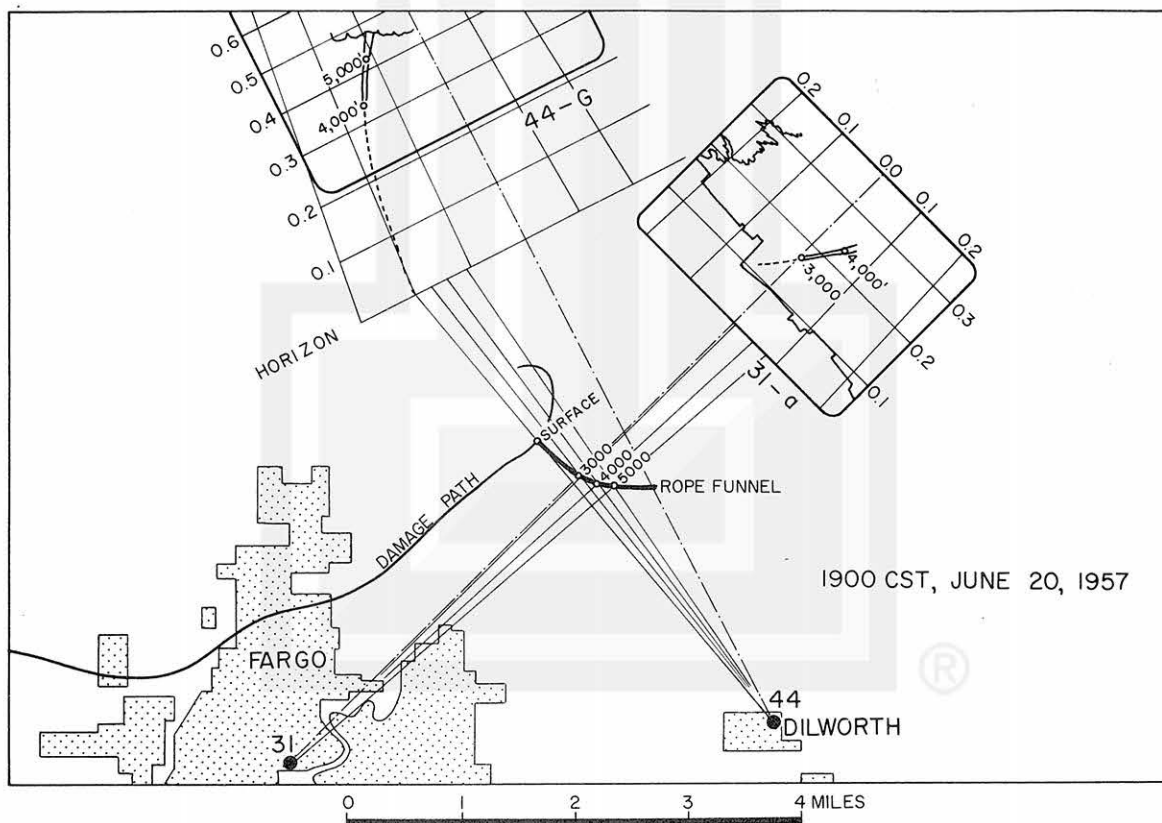 0.6
0.5
0.4
0.3
0.2
0.1
5,000'
4,000'
44-G
HORIZON
0.2
0.1
0.0
0.1
0.2
0.3
0.2
0.1
4,000'
3,000
31-a
SURFACE
3000
4000
5000
ROPE FUNNEL
DAMAGE PATH
1900 CST, JUNE 20, 1957
FARGO
31
44
DILWORTH
®
0 1 2 3 4 MILES